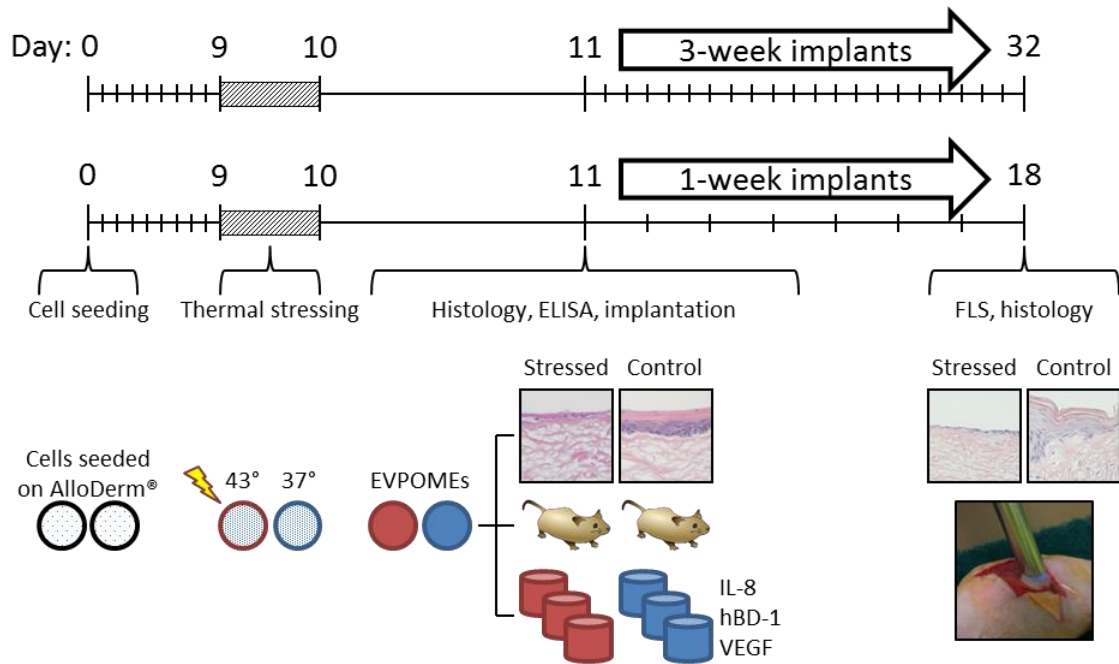 Day: 0 9 10 11 3-week implants 32
0 9 10 11 1-week implants 18
Cell seeding Thermal stressing Histology, ELISA, implantation FLS, histology
Stressed Control Stressed Control
Cells seeded
on AlloDerm®
43° 37° EVPOMEs
IL-8
hBD-1
VEGF